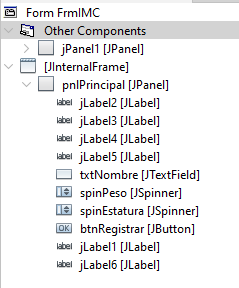 Form FrmIMC
Other Components
jPanel1 [JPanel]
[JInternalFrame]
pnlPrincipal [JPanel]
label jLabel2 [JLabel]
label jLabel3 [JLabel]
label jLabel4 [JLabel]
label jLabel5 [JLabel]
txtNombre [JTextField]
spinPeso [JSpinner]
spinEstatura [JSpinner]
OK btnRegistrar [JButton]
label jLabel1 [JLabel]
label jLabel6 [JLabel]